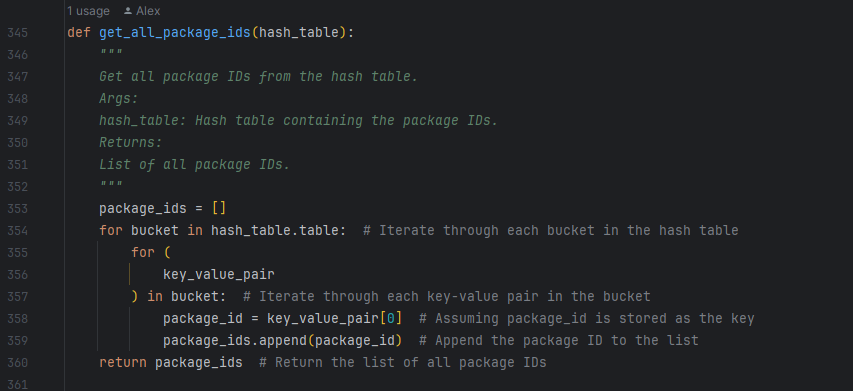 1 usage Alex
345 def get_all_package_ids(hash_table):
346 """
347 Get all package IDs from the hash table.
348 Args:
349 hash_table: Hash table containing the package IDs.
350 Returns:
351 List of all package IDs.
352 """
353 package_ids = []
354 for bucket in hash_table.table:  # Iterate through each bucket in the hash table
355 for (
356 key_value_pair
357 ) in bucket:  # Iterate through each key-value pair in the bucket
358 package_id = key_value_pair[0]  # Assuming package_id is stored as the key
359 package_ids.append(package_id)  # Append the package ID to the list
360 return package_ids  # Return the list of all package IDs
361